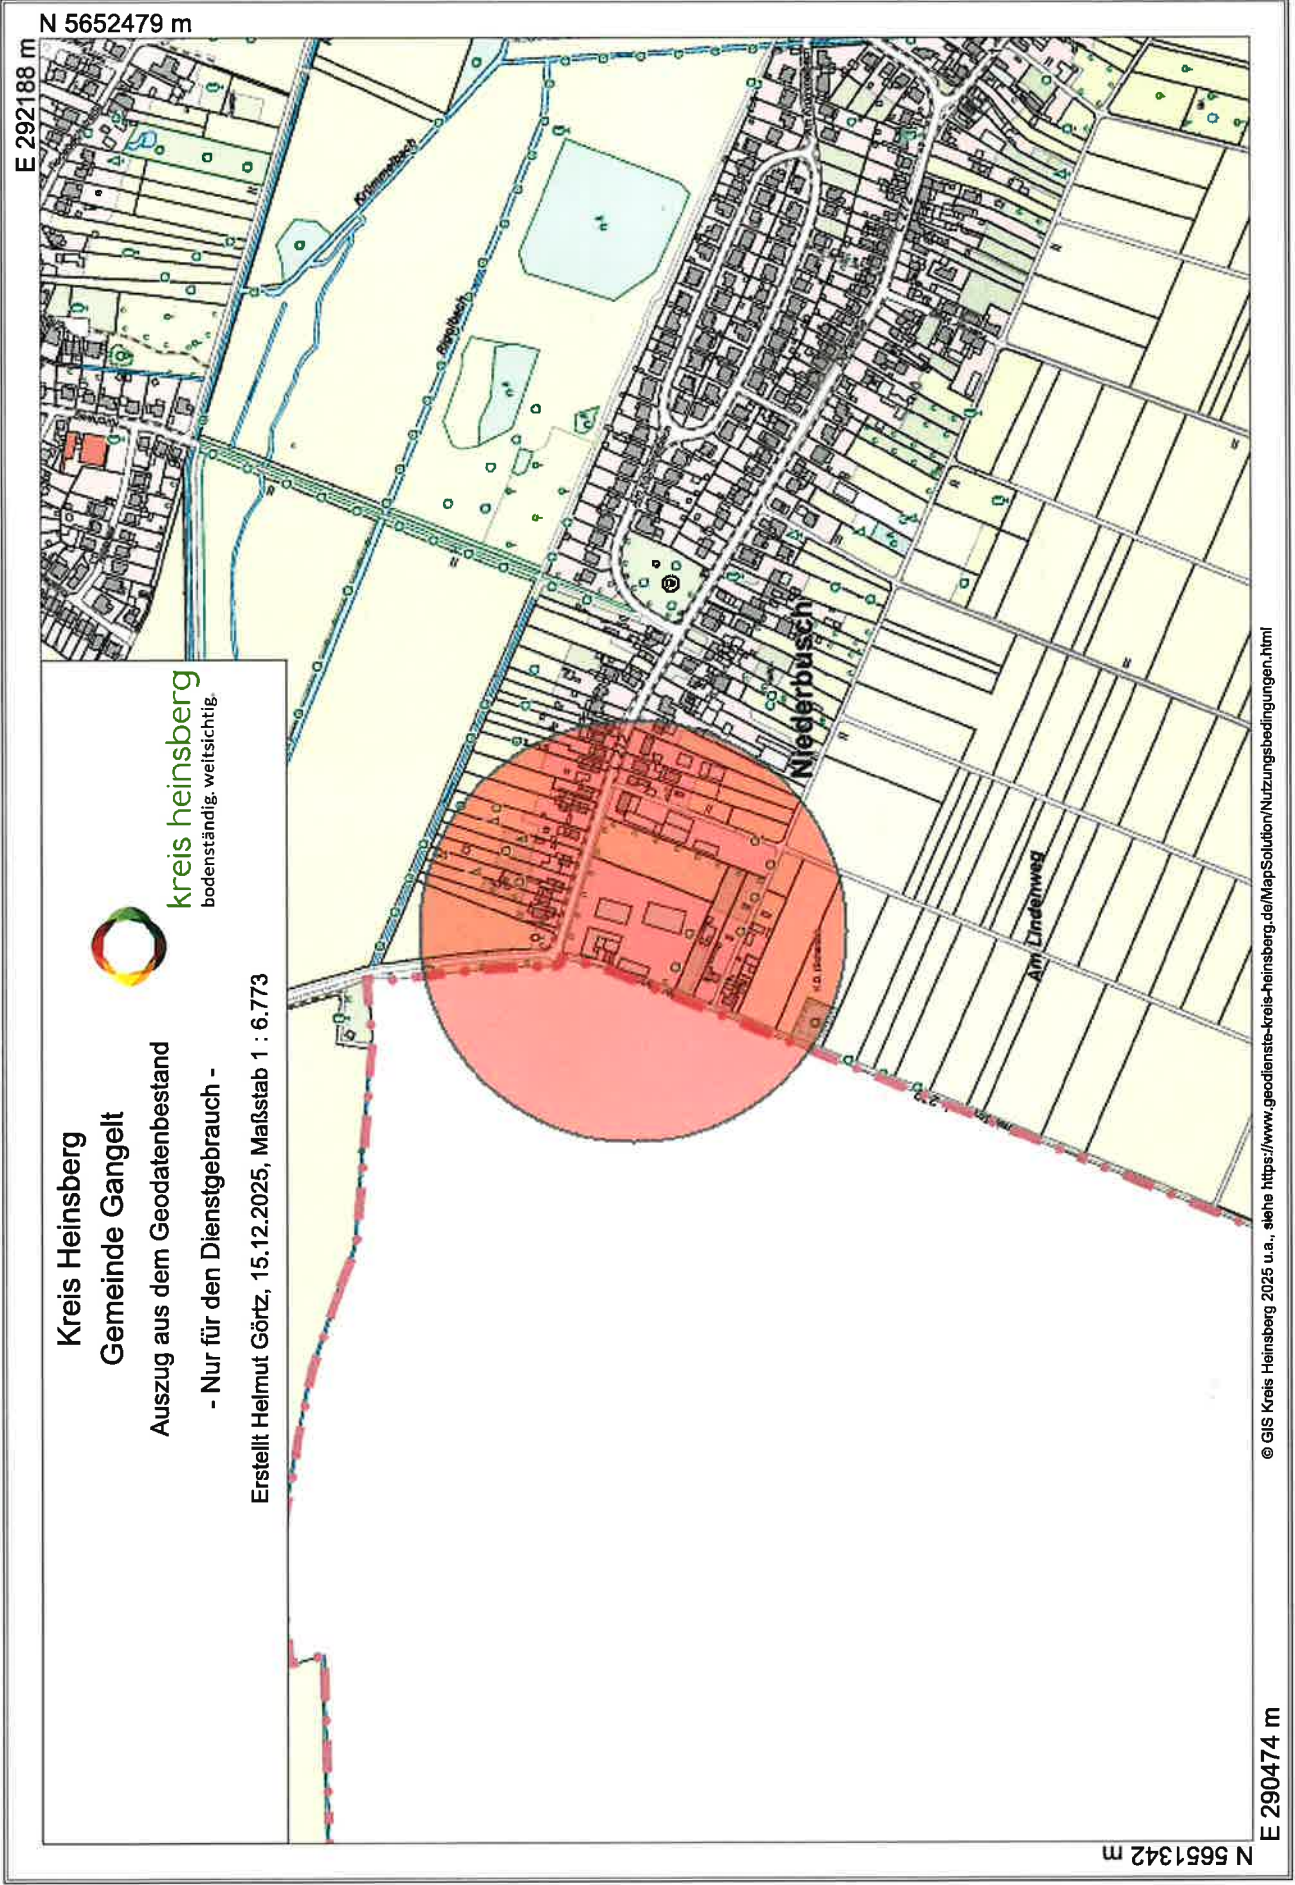 N 5652479 m
E 292188 m
Kreis Heinsberg
Gemeinde Gangelt
Auszug aus dem Geodatenbestand
- Nur für den Dienstgebrauch -
Erstellt Helmut Görtz, 15.12.2025, Maßstab 1 : 6.773
kreis heinsberg
bodenständig. weitsichtig.
Krümmelbach
Niederbusch
Am Lindenweg
N 5651342 m
E 290474 m
© GIS Kreis Heinsberg 2025 u.a., siehe https://www.geodienste-kreis-heinsberg.de/MapSolution/Nutzungsbedingungen.html